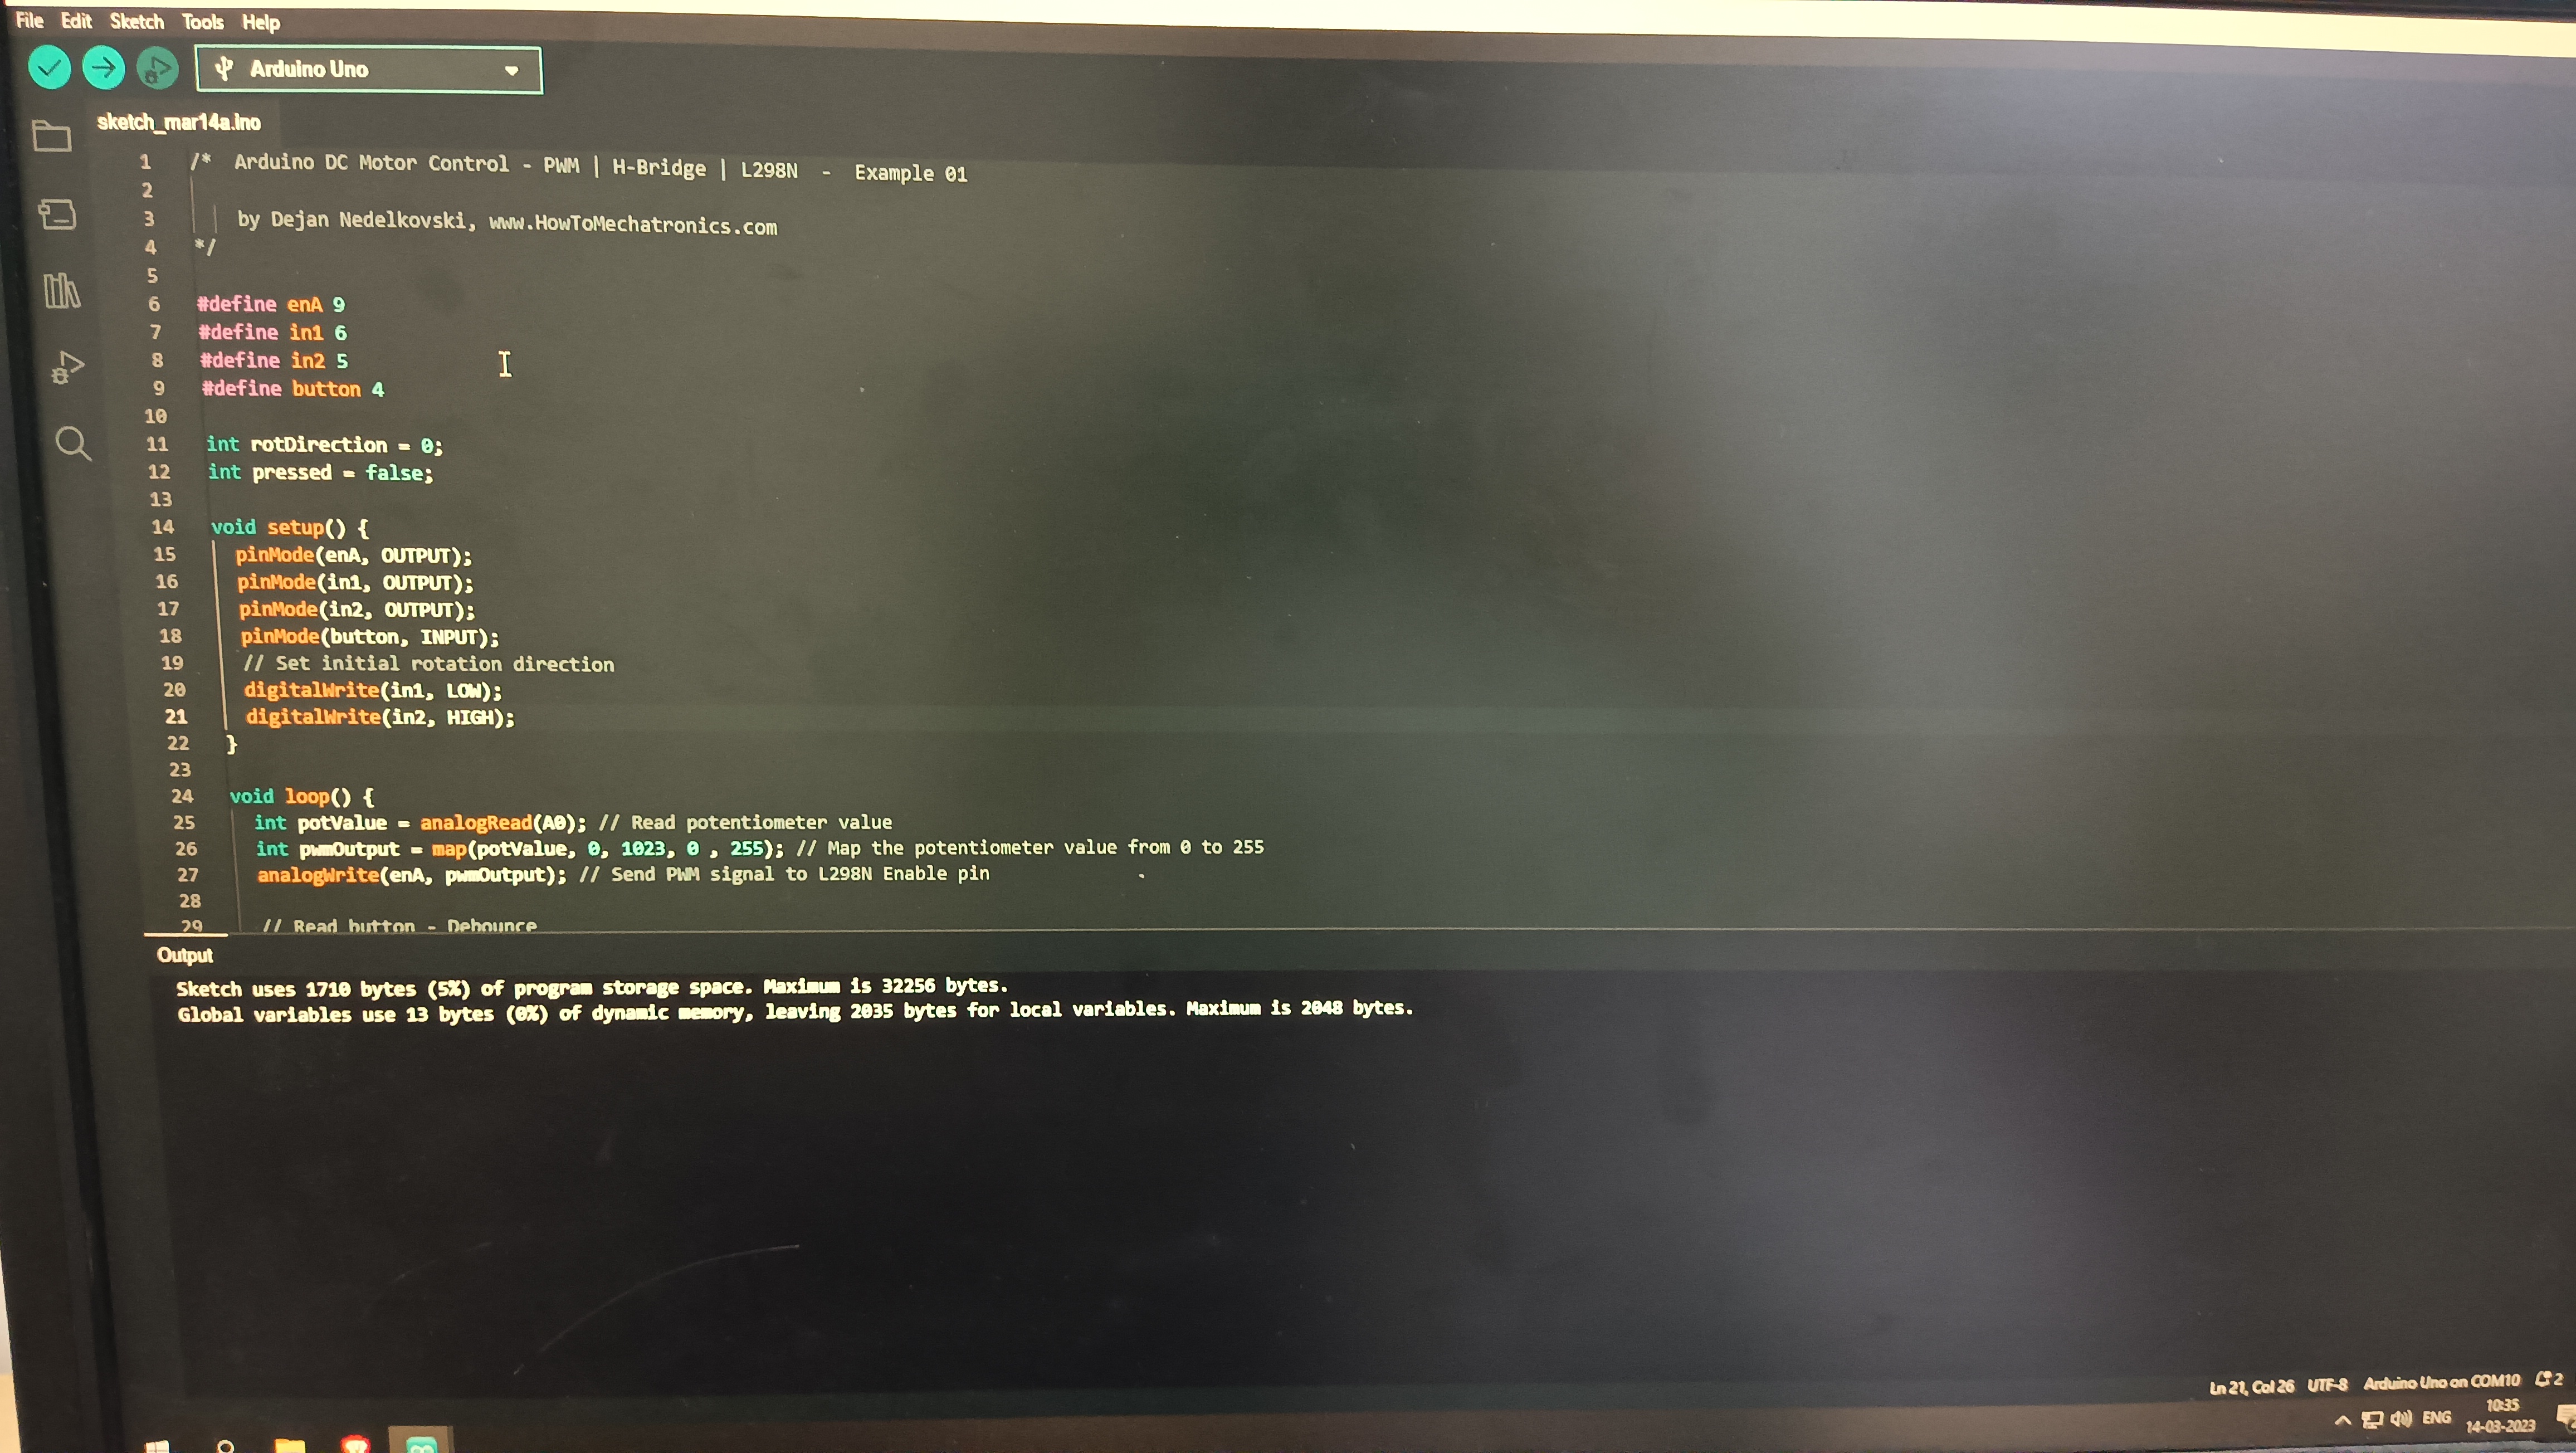 File Edit Sketch Tools Help
Arduino Uno
sketch_mar14a.ino
1 /* Arduino DC Motor Control - PWM | H-Bridge | L298N - Example 01
2
3 by Dejan Nedelkovski, www.HowToMechatronics.com
4 */
5
6 #define enA 9
7 #define in1 6
8 #define in2 5
9 #define button 4
10
11 int rotDirection = 0;
12 int pressed = false;
13
14 void setup() {
15 pinMode(enA, OUTPUT);
16 pinMode(in1, OUTPUT);
17 pinMode(in2, OUTPUT);
18 pinMode(button, INPUT);
19 // Set initial rotation direction
20 digitalWrite(in1, LOW);
21 digitalWrite(in2, HIGH);
22 }
23
24 void loop() {
25 int potValue = analogRead(A0); // Read potentiometer value
26 int pwmOutput = map(potValue, 0, 1023, 0 , 255); // Map the potentiometer value from 0 to 255
27 analogWrite(enA, pwmOutput); // Send PWM signal to L298N Enable pin
28
29 // Read button - Debounce
Output
Sketch uses 1710 bytes (5%) of program storage space. Maximum is 32256 bytes.
Global variables use 13 bytes (0%) of dynamic memory, leaving 2035 bytes for local variables. Maximum is 2048 bytes.
Ln 21, Col 26 UTF-8 Arduino Uno on COM10 2
ENG 10:35
14-03-2023